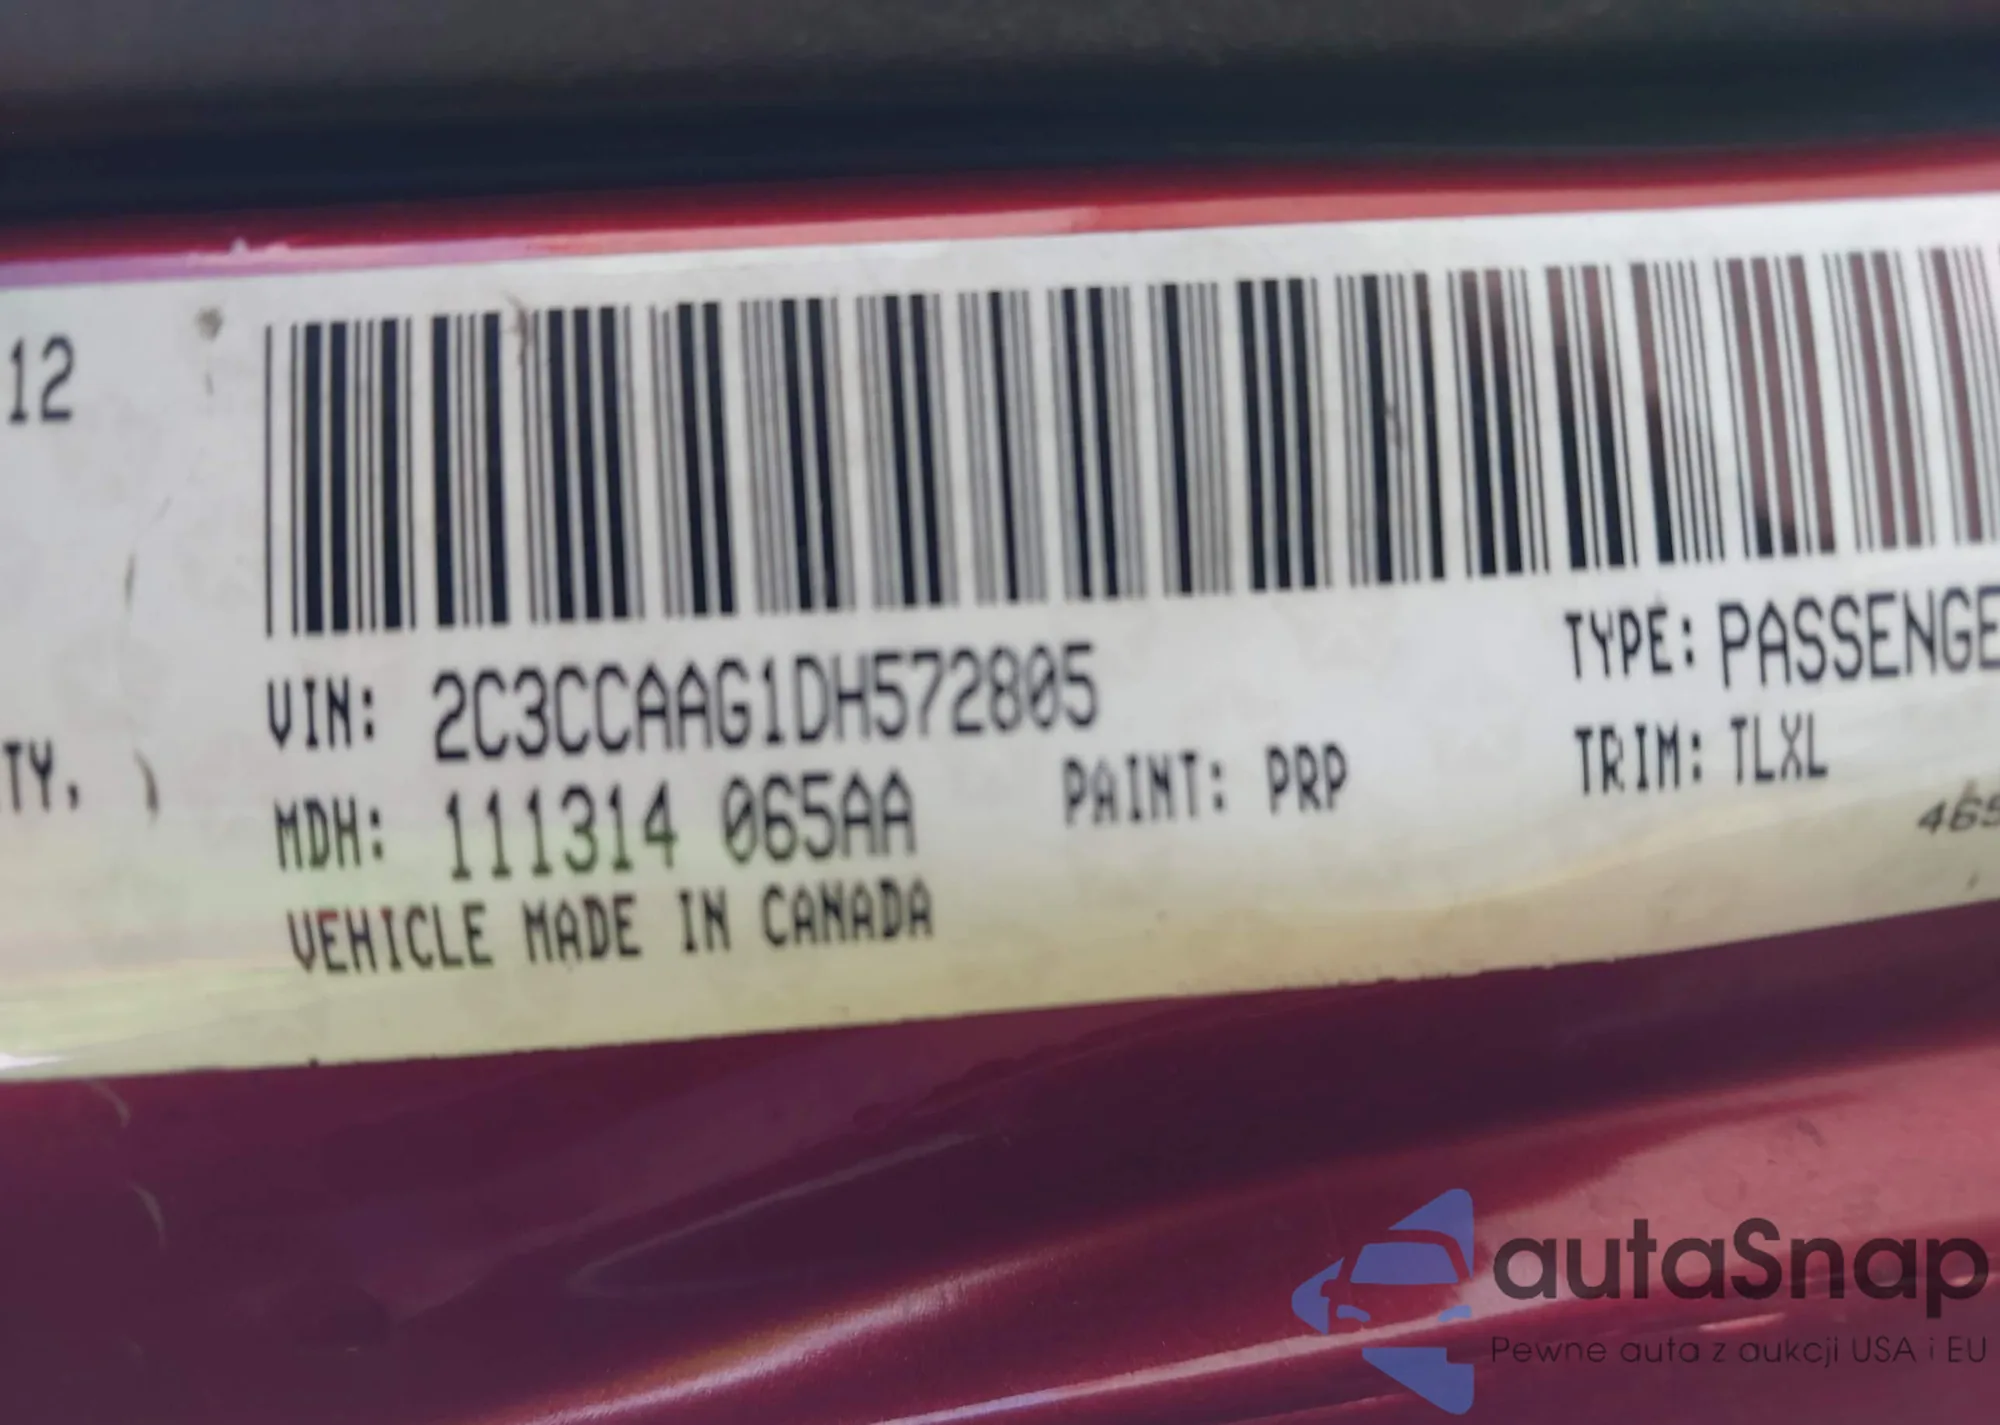 12
TY,
VIN: 2C3CCAAG1DH572805
TYPE: PASSENGE
MDH: 111314 065AA
PAINT: PRP
TRIM: TLXL
465
VEHICLE MADE IN CANADA
autaSnap
Pewne auta z aukcji USA i EU